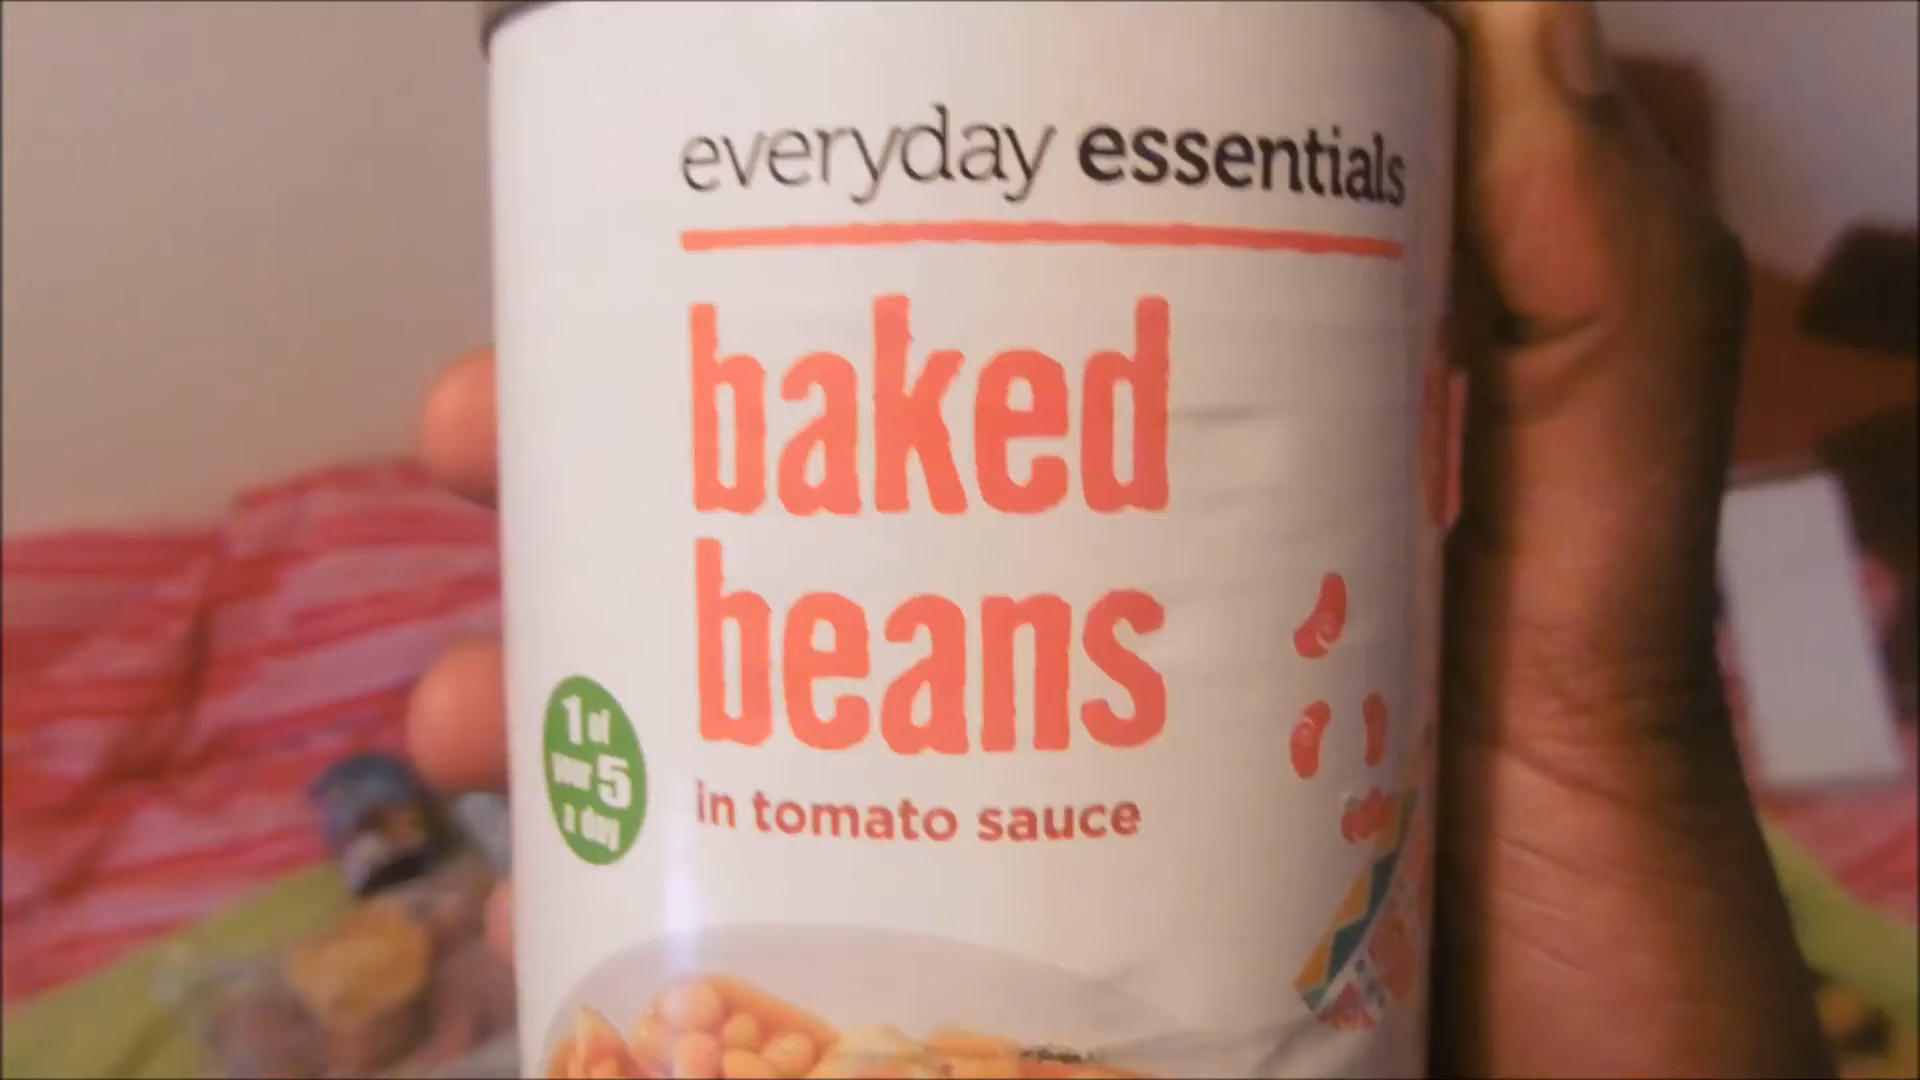 everyday essentials
baked
beans
in tomato sauce
1 of
your 5
a day